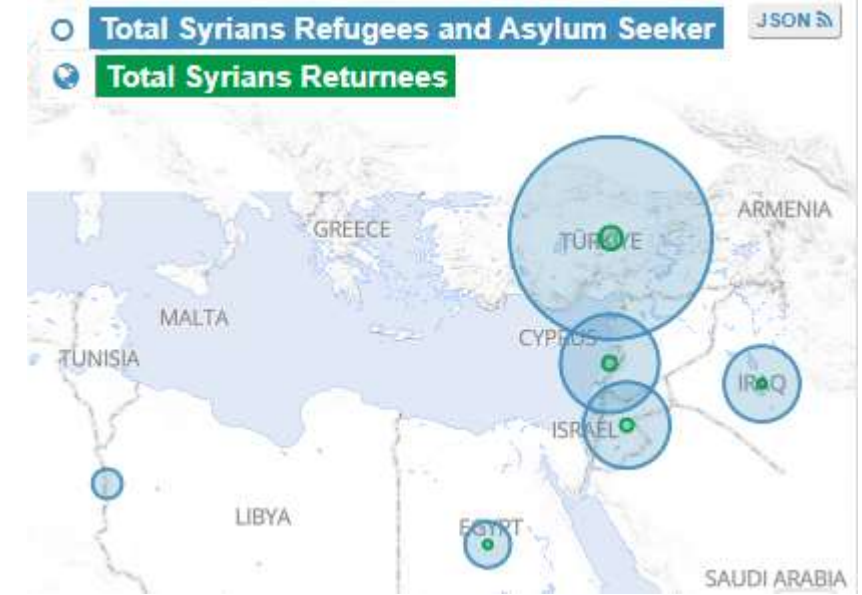 Total Syrians Refugees and Asylum Seeker
JSON
Total Syrians Returnees
ARMENIA
GREECE
TÜRKIYE
MALTA
CYPRUS
TUNISIA
IRAQ
ISRAEL
LIBYA
EGYPT
SAUDI ARABIA